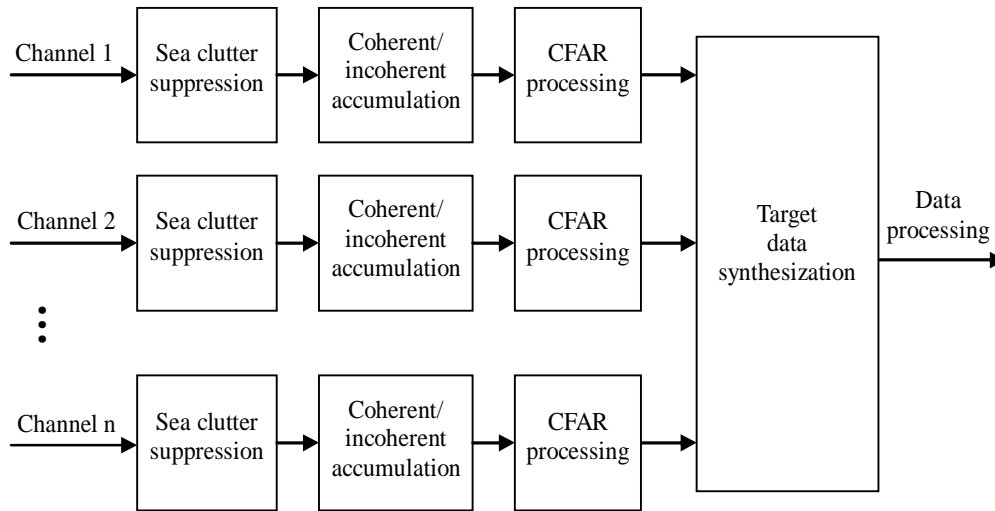 Channel 1
Sea clutter
suppression
Coherent/
incoherent
accumulation
CFAR
processing
Channel 2
Sea clutter
suppression
Coherent/
incoherent
accumulation
CFAR
processing
Channel n
Sea clutter
suppression
Coherent/
incoherent
accumulation
CFAR
processing
Target
data
synthesization
Data
processing